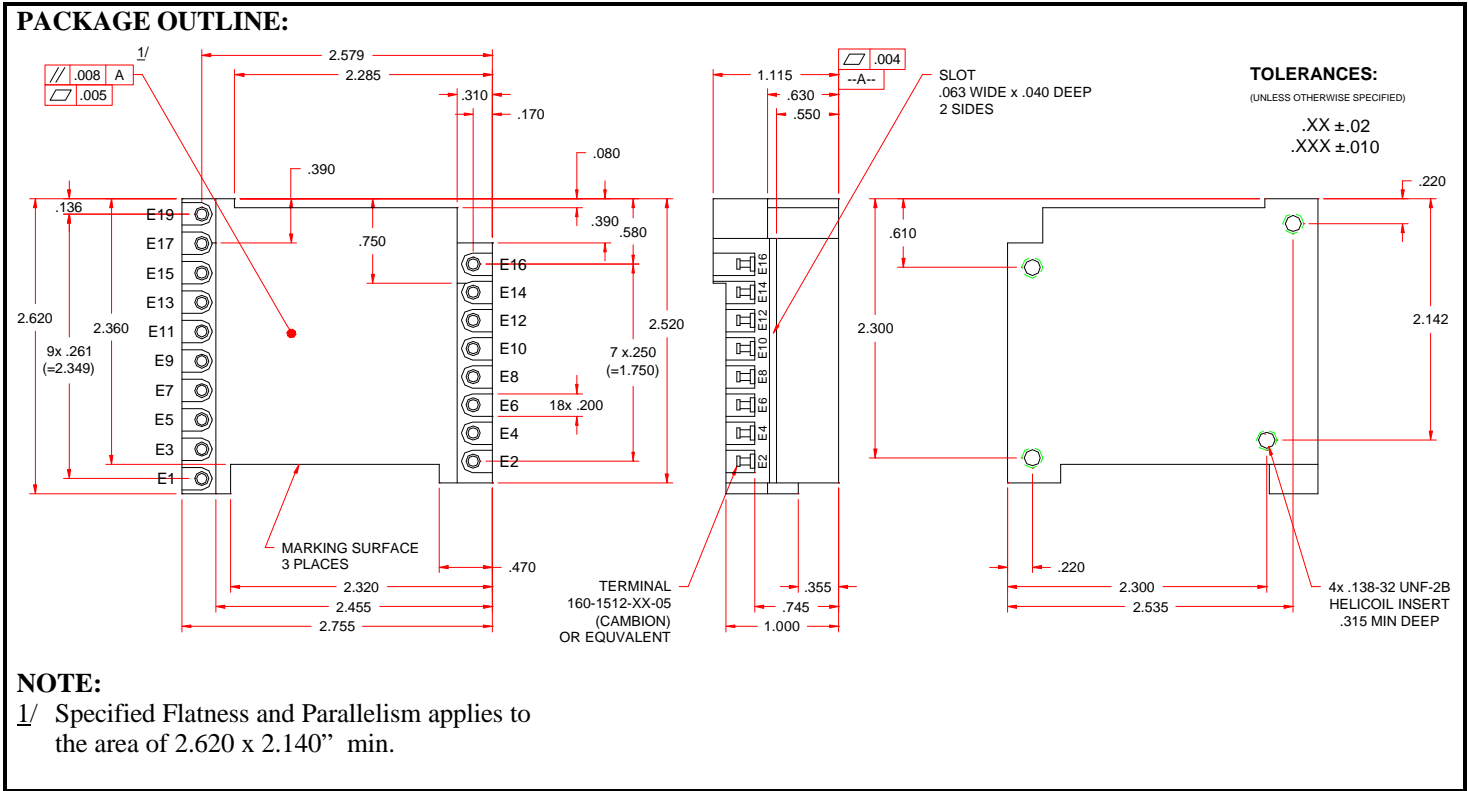 PACKAGE OUTLINE:
1/
// .008 A
.005
2.579
2.285
.310
.170
.390
.080
.136
.390
.580
.750
2.620
2.360
9x .261
(=2.349)
E19
E17
E15
E13
E11
E9
E7
E5
E3
E1
E16
E14
E12
E10
E8
E6
E4
E2
2.520
7 x.250
(=1.750)
18x .200
MARKING SURFACE
3 PLACES
.470
2.320
2.455
2.755
1.115
.004
--A--
.630
.550
SLOT
.063 WIDE x .040 DEEP
2 SIDES
E16
E14
E12
E10
E8
E6
E4
E2
TERMINAL
160-1512-XX-05
(CAMBION)
OR EQUVALENT
.355
.745
1.000
TOLERANCES:
(UNLESS OTHERWISE SPECIFIED)
.XX ±.02
.XXX ±.010
.220
.610
2.300
2.142
.220
2.300
2.535
4x .138-32 UNF-2B
HELICOIL INSERT
.315 MIN DEEP
NOTE:
1/ Specified Flatness and Parallelism applies to
the area of 2.620 x 2.140” min.